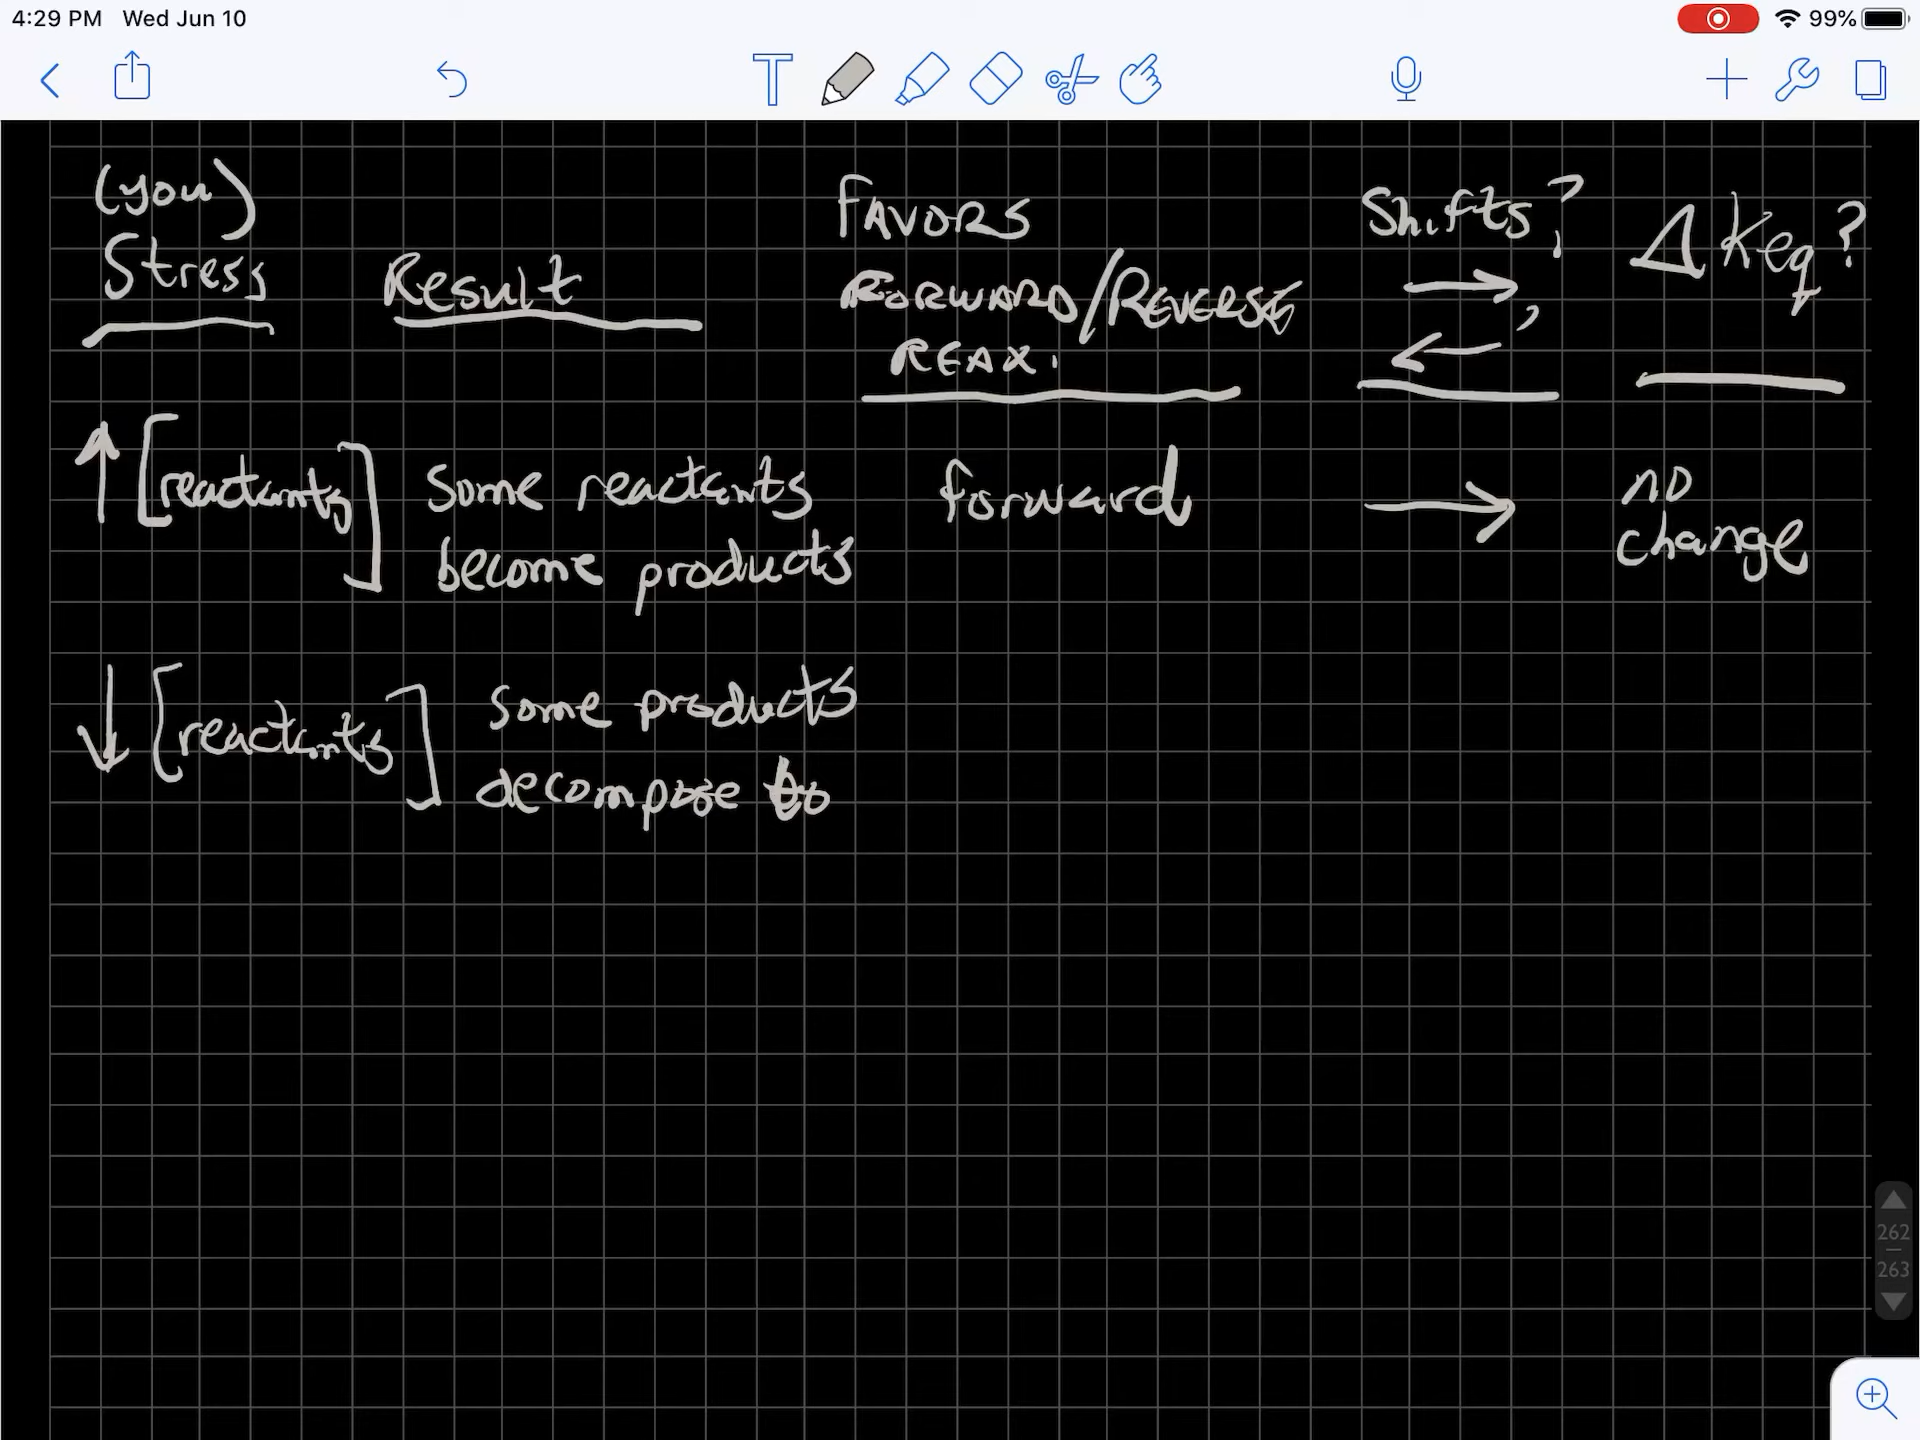 4:29 PM Wed Jun 10
99%
(you)
Stress
Result
FAVORS
FORWARD/REVERSE
REAX.
Shifts?
→,
←
Δ Keq?
↑ [reactants]
some reactants
become products
forward
→
no
change
↓ [reactants]
some products
decompose to
262
263